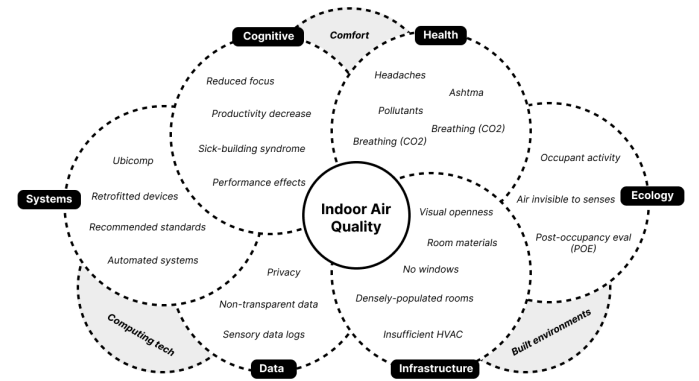 Cognitive
Comfort
Health
Reduced focus
Productivity decrease
Sick-building syndrome
Performance effects
Headaches
Ashtma
Pollutants
Breathing (CO2)
Breathing (CO2)
Systems
Ubicomp
Retrofitted devices
Recommended standards
Automated systems
Indoor Air
Quality
Ecology
Occupant activity
Air invisible to senses
Post-occupancy eval
(POE)
Visual openness
Room materials
No windows
Densely-populated rooms
Insufficient HVAC
Privacy
Non-transparent data
Sensory data logs
Computing tech
Built environments
Data
Infrastructure